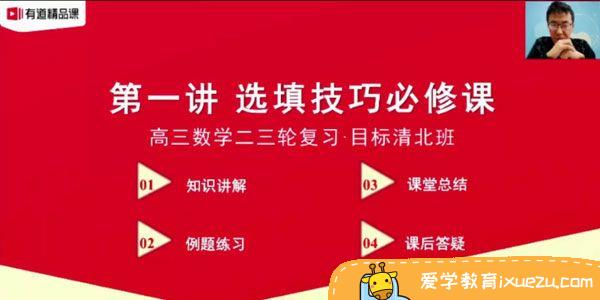 有道精品课
第一讲 选填技巧必修课
高三数学二三轮复习·目标清北班
01 知识讲解
03 课堂总结
02 例题练习
04 课后答疑
爱学教育ixuezu.com